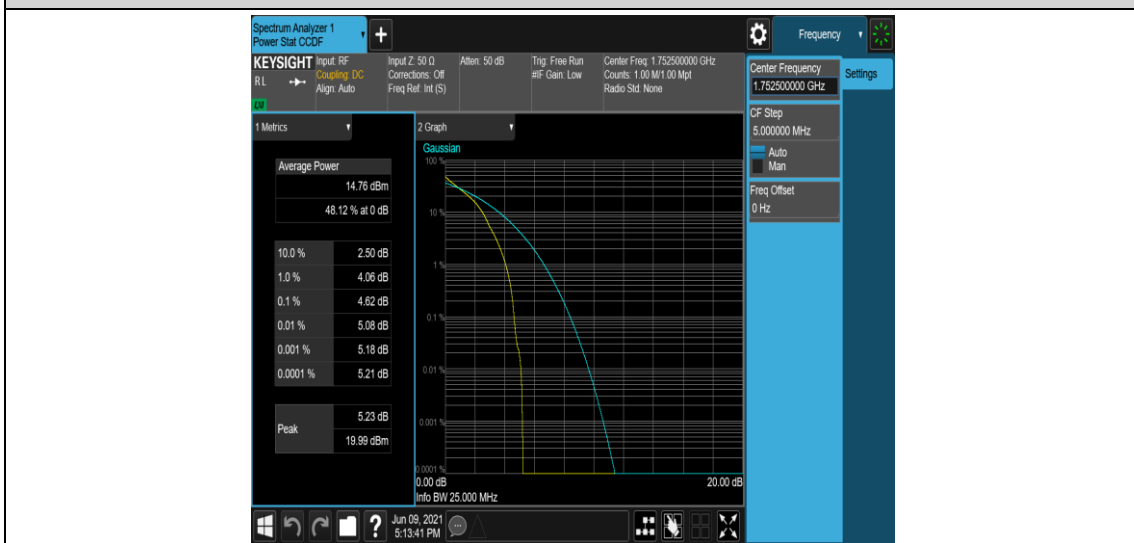 Spectrum Analyzer 1
Power Stat CCDF
+
Frequency
KEYSIGHT
RL
LXI
Input: RF
Coupling: DC
Align: Auto
Input Z: 50 Ω
Corrections: Off
Freq Ref: Int (S)
Atten: 50 dB
Trig: Free Run
#IF Gain: Low
Center Freq: 1.752500000 GHz
Counts: 1.00 M/1.00 Mpt
Radio Std: None
Center Frequency
1.752500000 GHz
Settings
CF Step
5.000000 MHz
Auto
Man
Freq Offset
0 Hz
1 Metrics
Average Power
14.76 dBm
48.12 % at 0 dB
10.0 % 2.50 dB
1.0 % 4.06 dB
0.1 % 4.62 dB
0.01 % 5.08 dB
0.001 % 5.18 dB
0.0001 % 5.21 dB
Peak
5.23 dB
19.99 dBm
2 Graph
Gaussian
100 %
10 %
1 %
0.1 %
0.01 %
0.001 %
0.0001 %
0.00 dB 20.00 dB
Info BW 25.000 MHz
?
Jun 09, 2021
5:13:41 PM